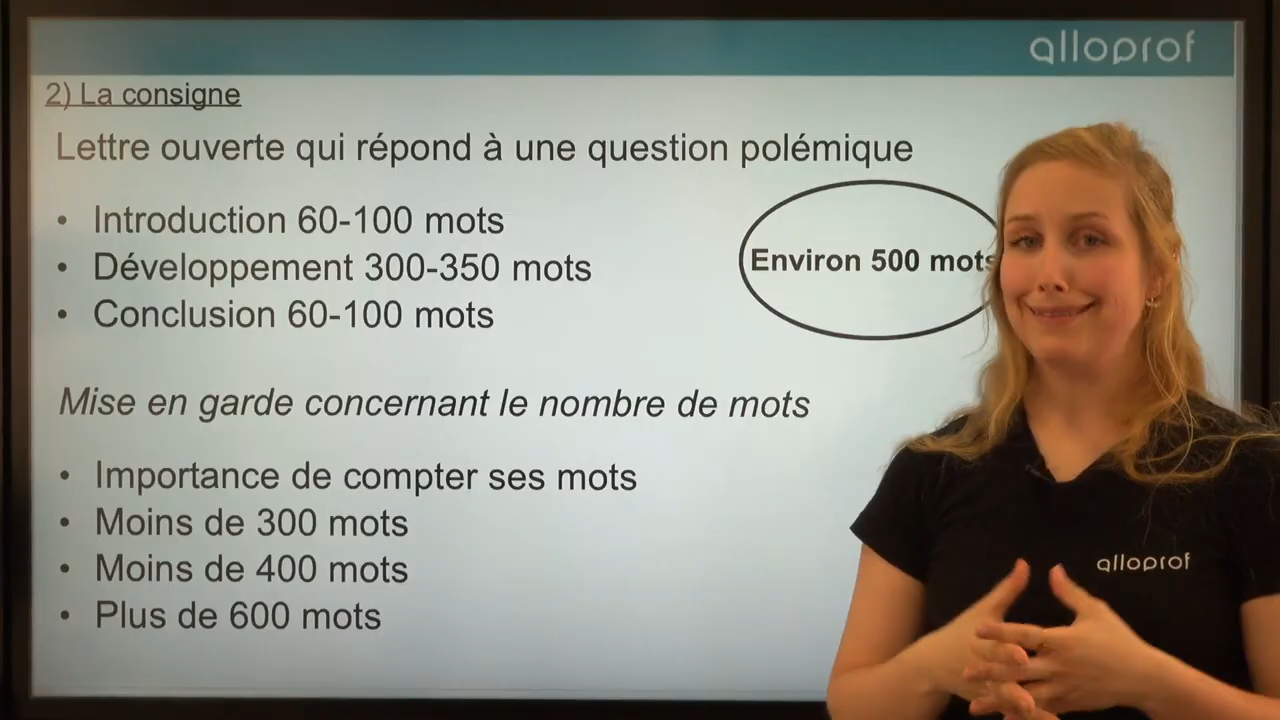 alloprof
2) La consigne
Lettre ouverte qui répond à une question polémique
• Introduction 60-100 mots
• Développement 300-350 mots
• Conclusion 60-100 mots
Environ 500 mots
Mise en garde concernant le nombre de mots
• Importance de compter ses mots
• Moins de 300 mots
• Moins de 400 mots
• Plus de 600 mots
alloprof